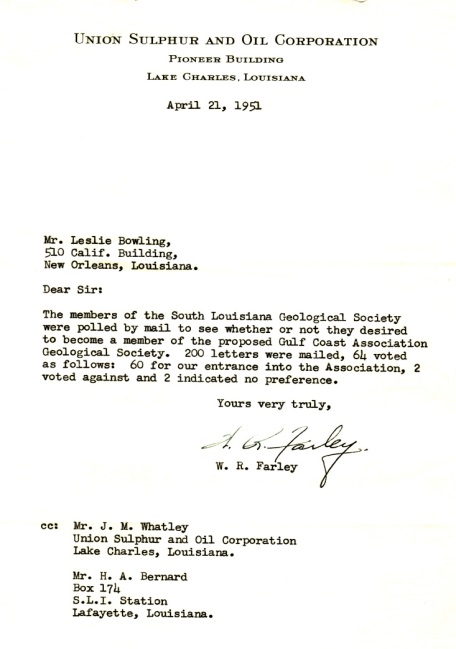 UNION SULPHUR AND OIL CORPORATION
PIONEER BUILDING
LAKE CHARLES, LOUISIANA
April 21, 1951
Mr. Leslie Bowling,
510 Calif. Building,
New Orleans, Louisiana.
Dear Sir:
The members of the South Louisiana Geological Society
were polled by mail to see whether or not they desired
to become a member of the proposed Gulf Coast Association
Geological Society. 200 letters were mailed, 64 voted
as follows: 60 for our entrance into the Association, 2
voted against and 2 indicated no preference.
Yours very truly,
W. R. Farley.
W. R. Farley
cc: Mr. J. M. Whatley
Union Sulphur and Oil Corporation
Lake Charles, Louisiana.
Mr. H. A. Bernard
Box 174
S.L.I. Station
Lafayette, Louisiana.